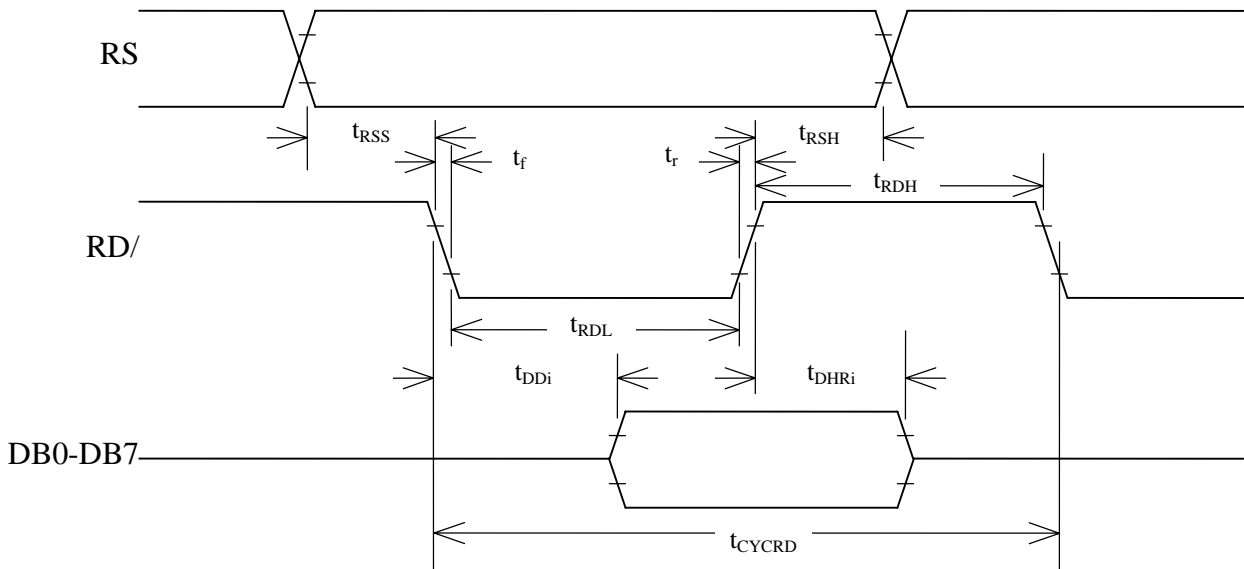 RS
tRSS
tRSH
tf
tr
tRDH
RD/
tRDL
tDDi
tDHRi
DB0-DB7
tCYCRD